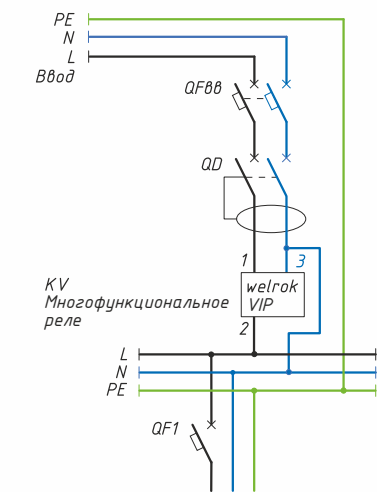 PE
N
L
Ввод
QFвв
QD
1
3
KV
Многофункциональное
реле
welrok
VIP
2
L
N
PE
QF1